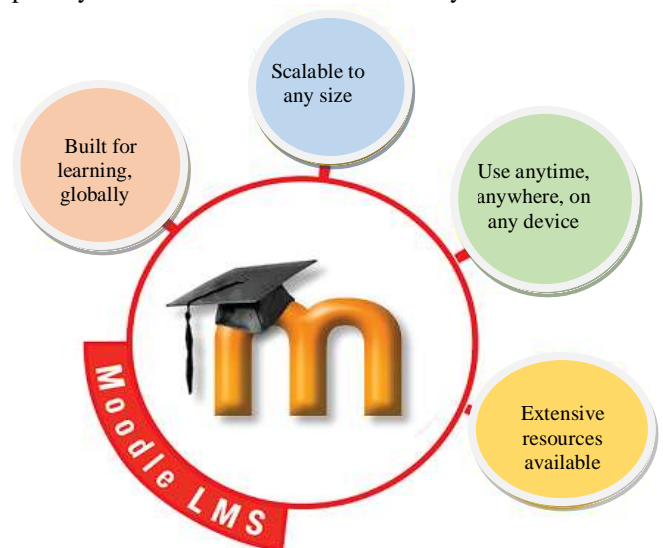 Scalable to
any size
Built for
learning,
globally
Use anytime,
anywhere, on
any device
m
Extensive
resources
available
Moodle LMS